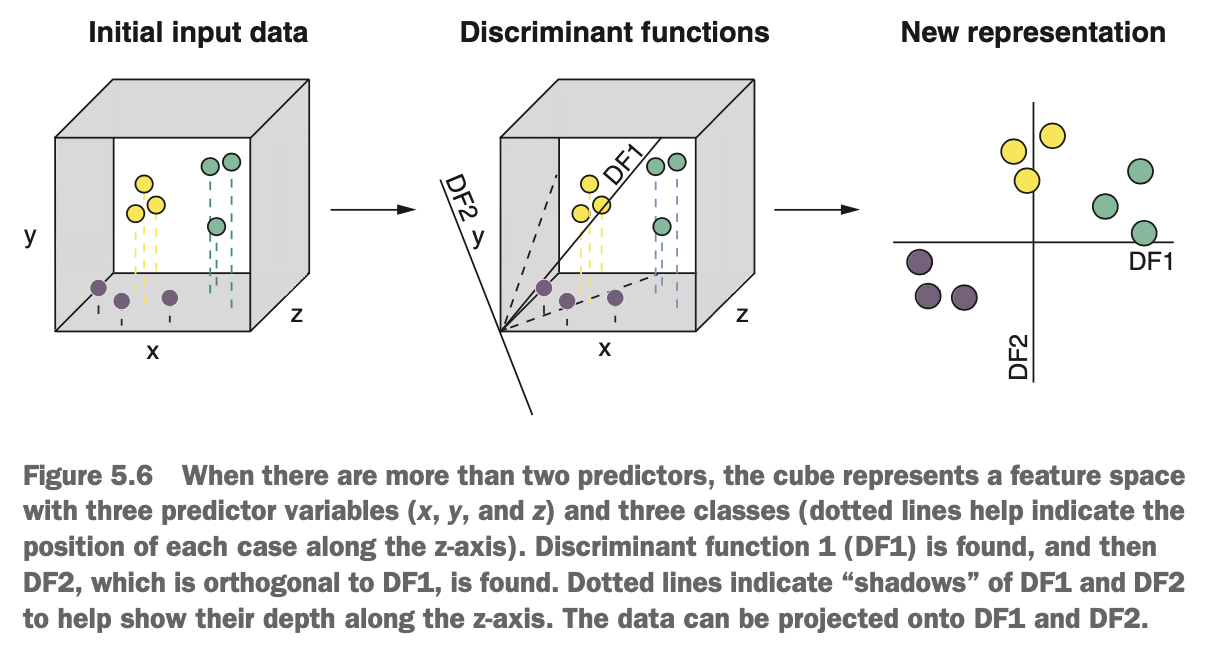 Initial input data
Discriminant functions
New representation
y
x
z
DF2
y
DF1
x
z
DF1
DF2
Figure 5.6 When there are more than two predictors, the cube represents a feature space
with three predictor variables (x, y, and z) and three classes (dotted lines help indicate the
position of each case along the z-axis). Discriminant function 1 (DF1) is found, and then
DF2, which is orthogonal to DF1, is found. Dotted lines indicate “shadows” of DF1 and DF2
to help show their depth along the z-axis. The data can be projected onto DF1 and DF2.